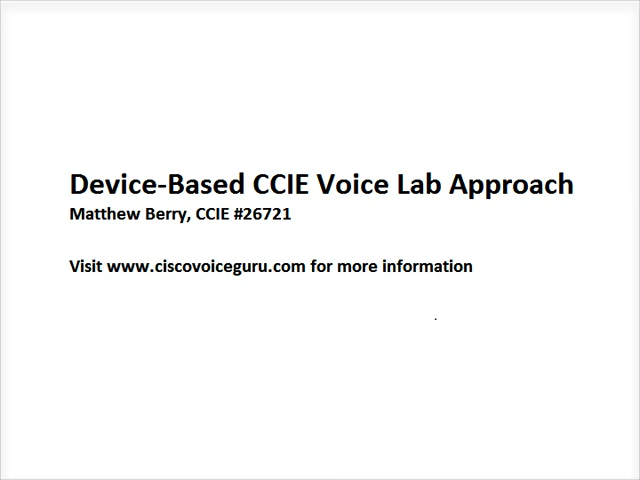 Device-Based CCIE Voice Lab Approach
Matthew Berry, CCIE #26721
Visit www.ciscovoiceguru.com for more information